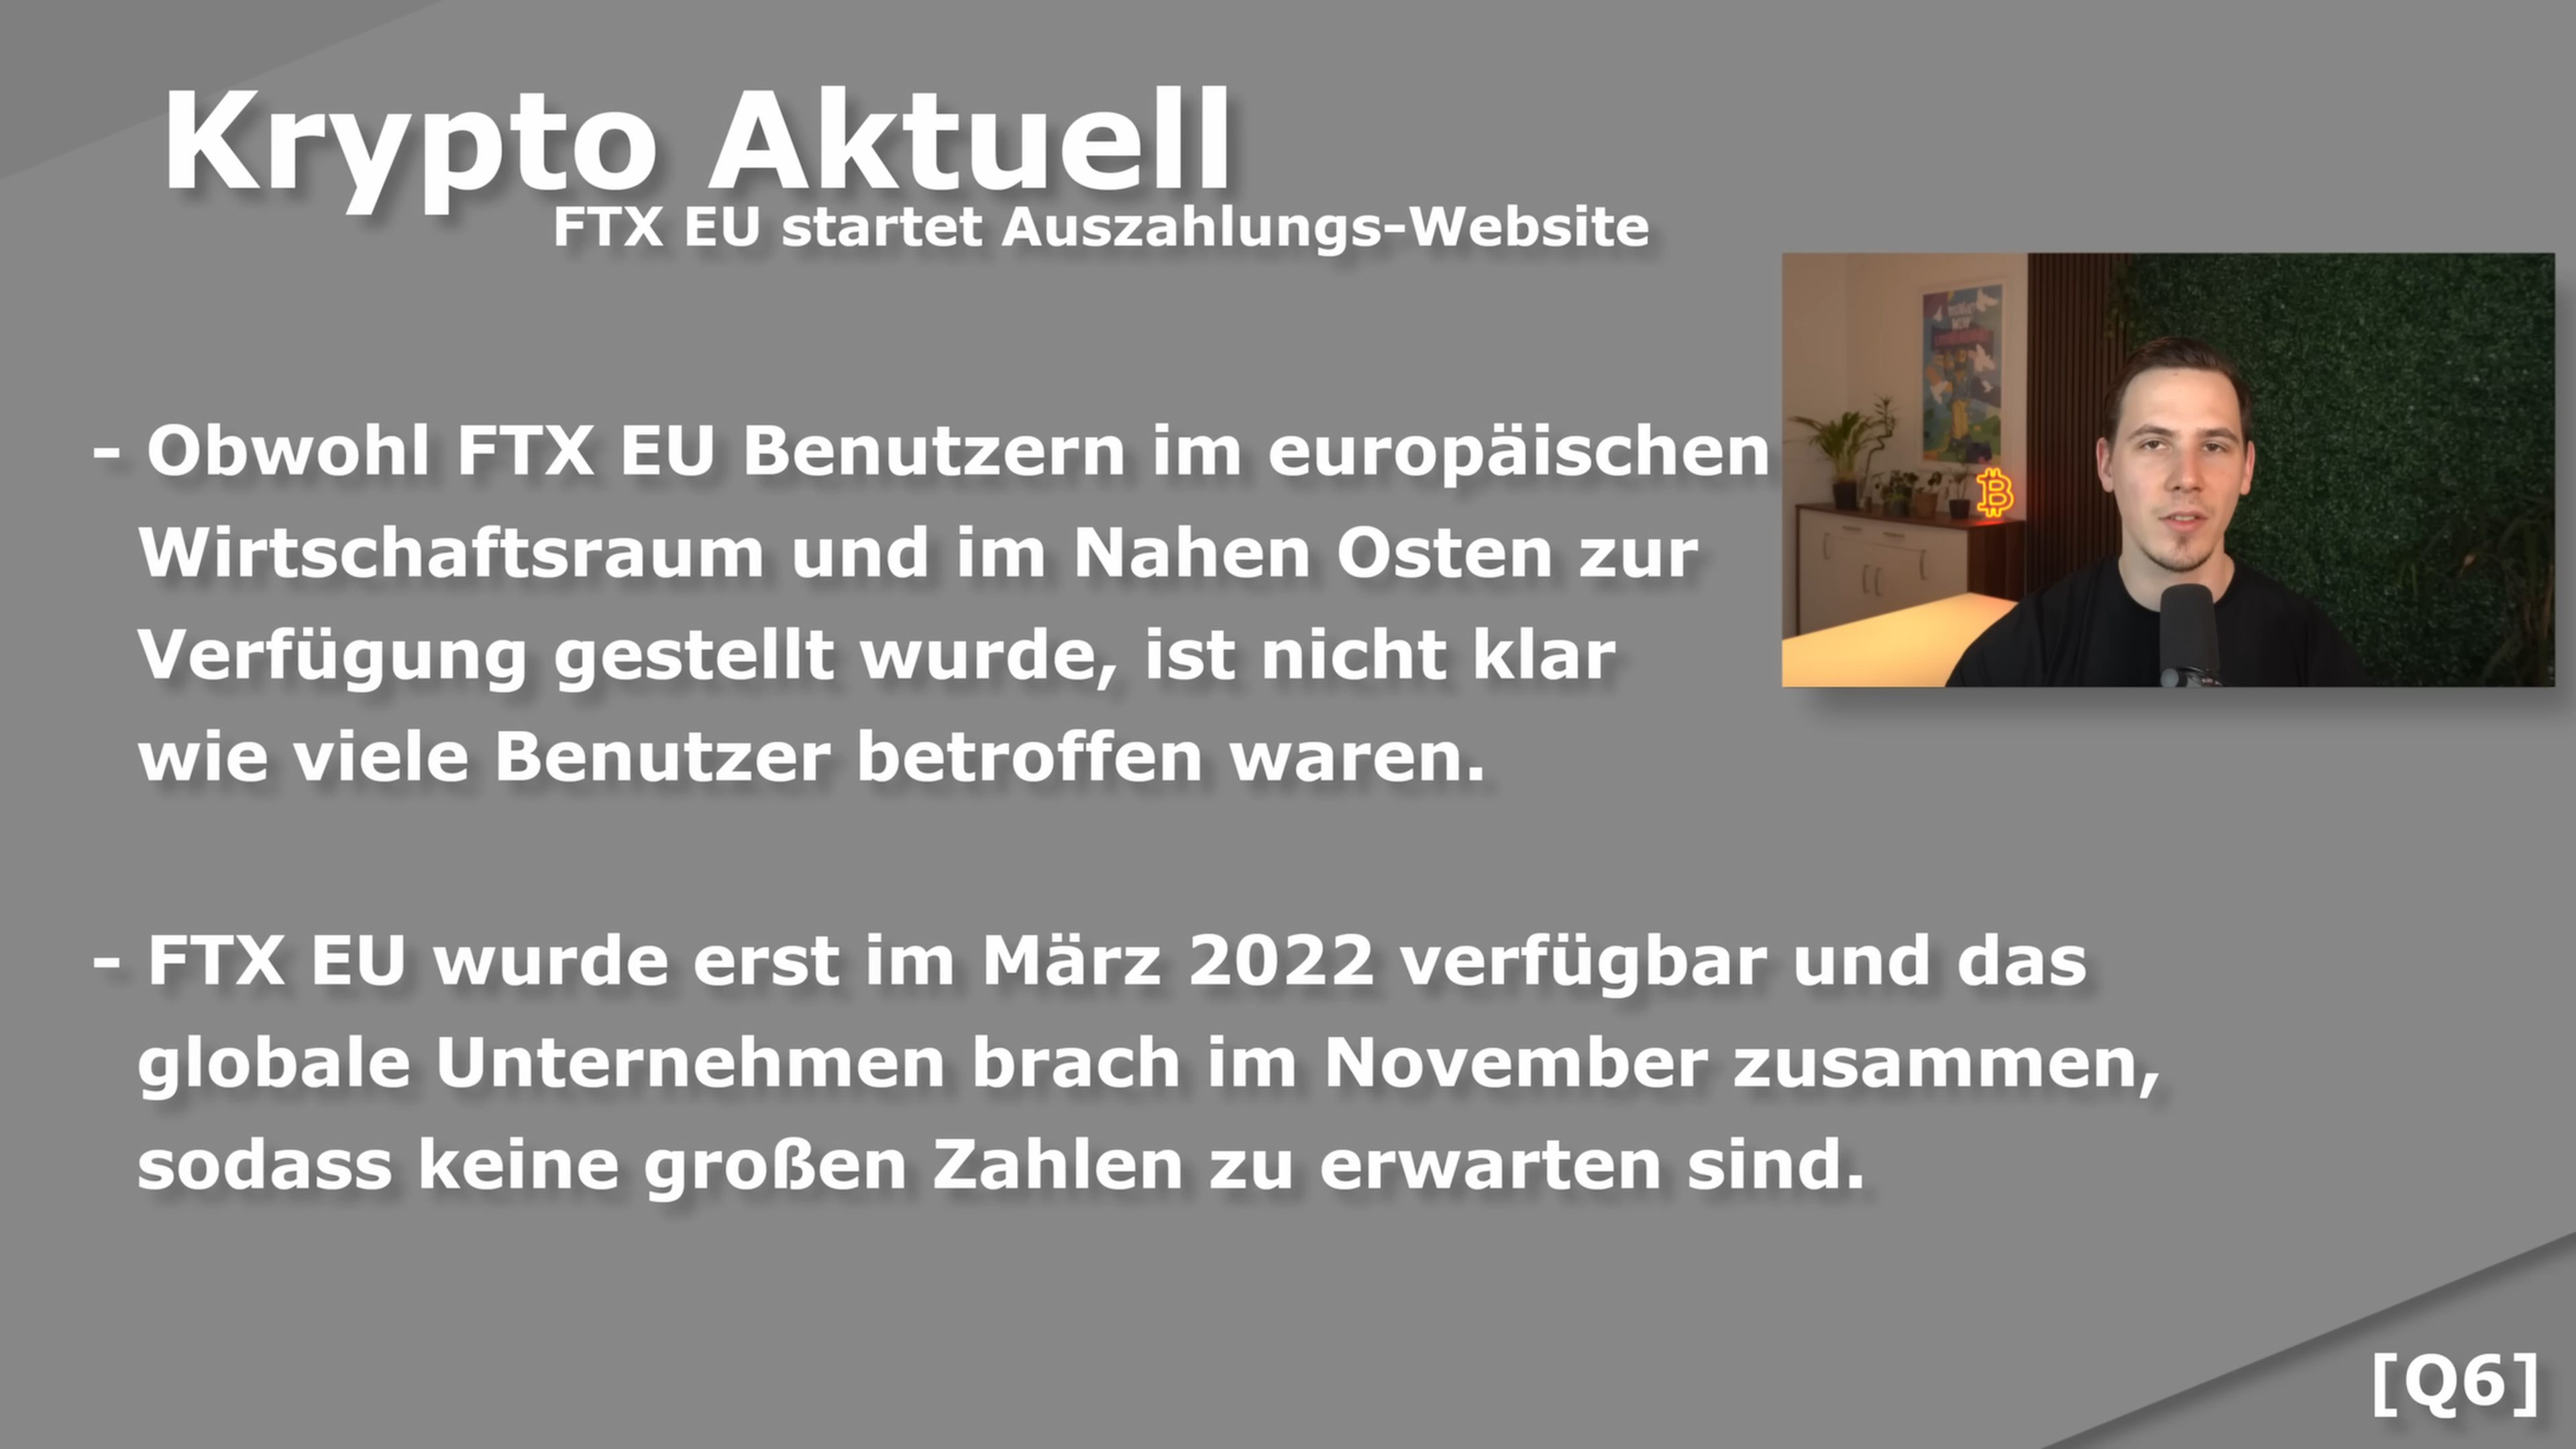 Krypto Aktuell
FTX EU startet Auszahlungs-Website
- Obwohl FTX EU Benutzern im europäischen
Wirtschaftsraum und im Nahen Osten zur
Verfügung gestellt wurde, ist nicht klar
wie viele Benutzer betroffen waren.
- FTX EU wurde erst im März 2022 verfügbar und das
globale Unternehmen brach im November zusammen,
sodass keine großen Zahlen zu erwarten sind.
[Q6]